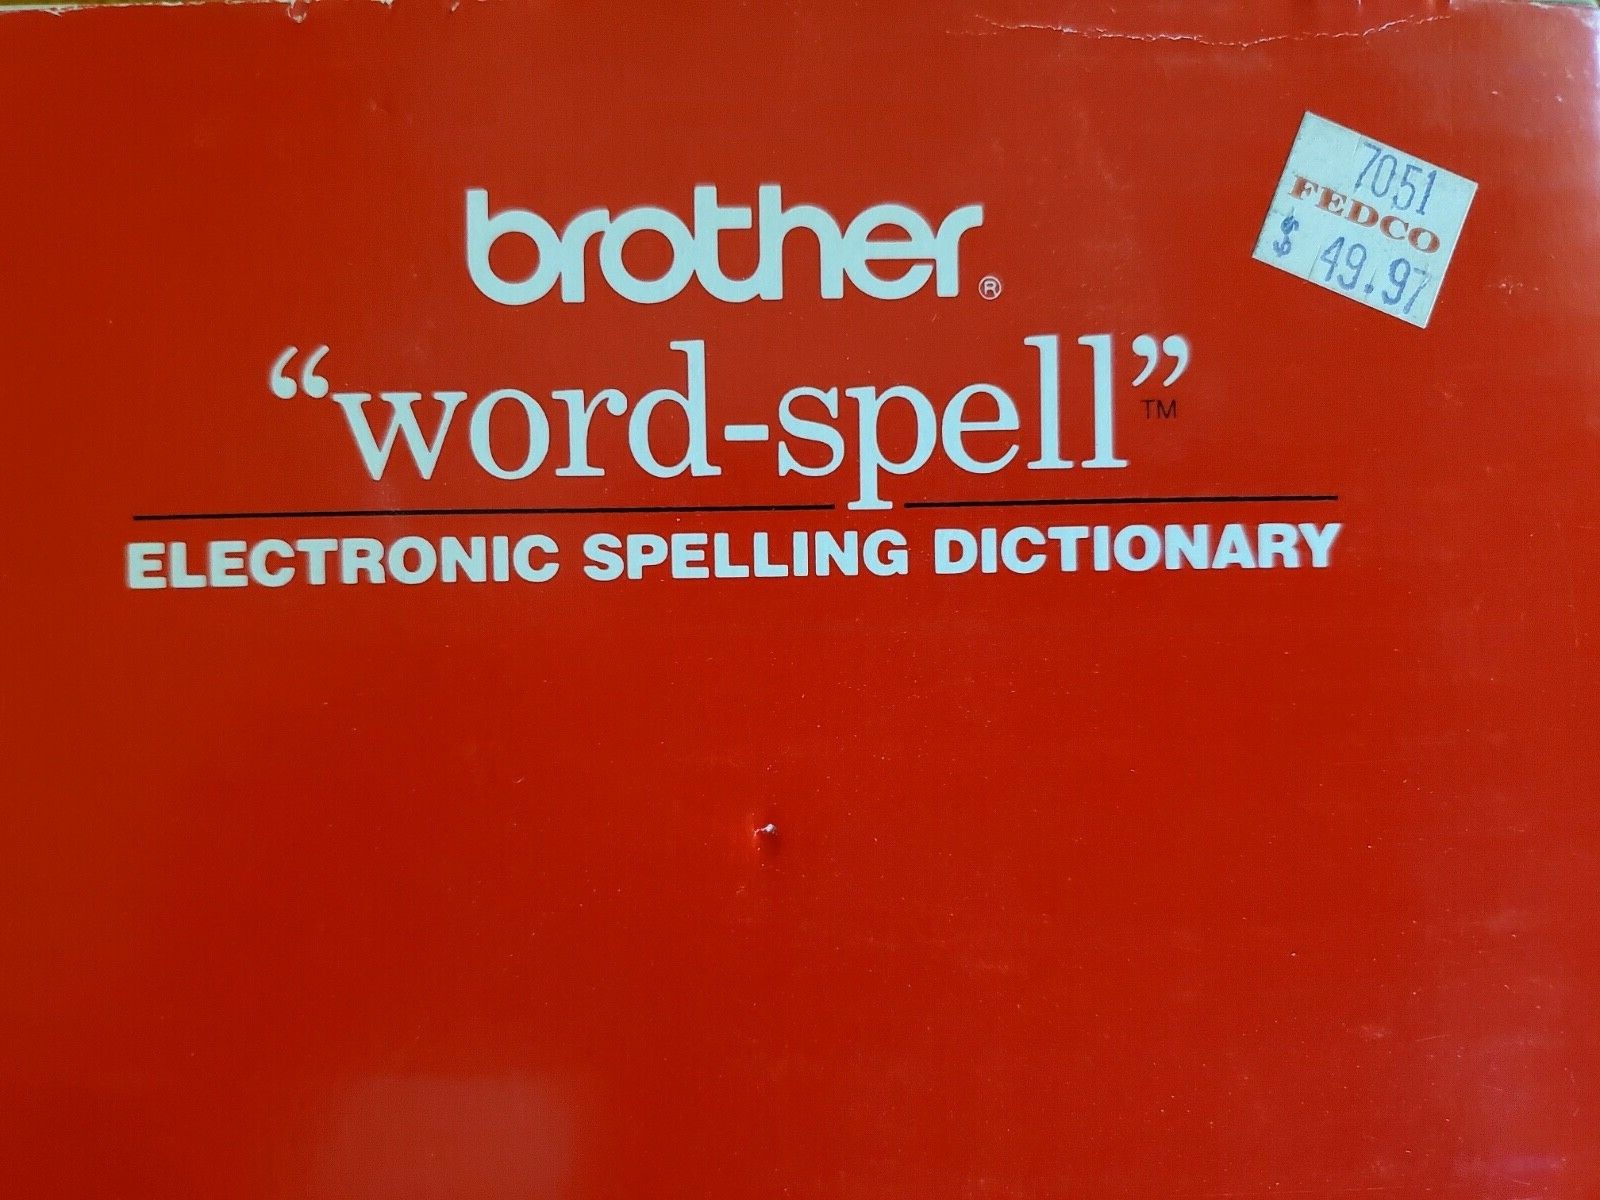 7051
FEDCO
$ 49.97
brother®
“word-spell”™
ELECTRONIC SPELLING DICTIONARY